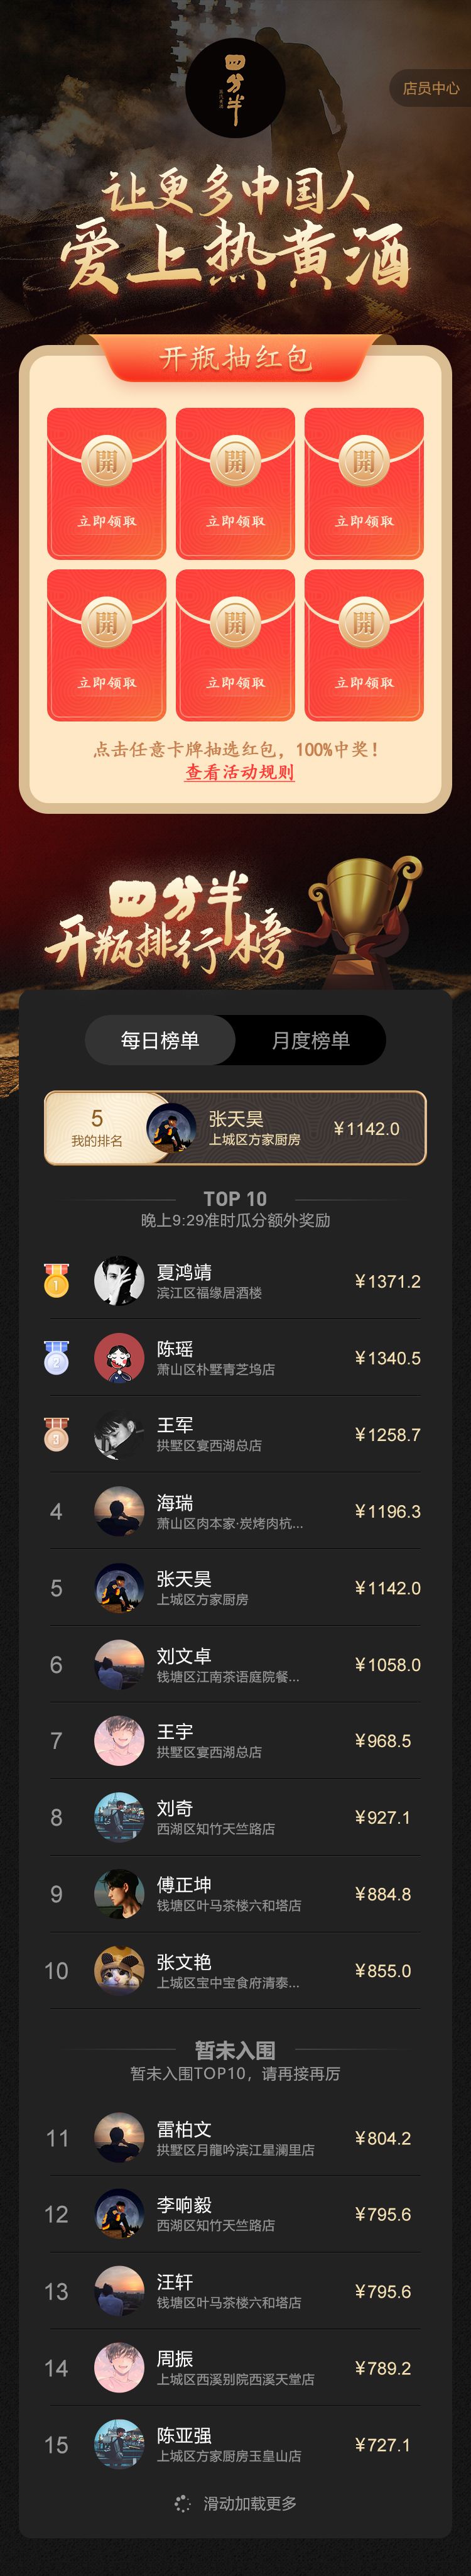 四分半
店员中心
让更多中国人
爱上热黄酒
开瓶抽红包
開
開
開
立即领取
立即领取
立即领取
開
開
開
立即领取
立即领取
立即领取
点击任意卡牌抽选红包，100%中奖！
查看活动规则
四分半
开瓶排行榜
每日榜单
月度榜单
5
我的排名
张天昊
上城区方家厨房
¥1142.0
TOP 10
晚上9:29准时瓜分额外奖励
1
夏鸿靖
滨江区福缘居酒楼
¥1371.2
2
陈瑶
萧山区朴墅青芝坞店
¥1340.5
3
王军
拱墅区宴西湖总店
¥1258.7
4
海瑞
萧山区肉本家·炭烤肉杭...
¥1196.3
5
张天昊
上城区方家厨房
¥1142.0
6
刘文卓
钱塘区江南茶语庭院餐...
¥1058.0
7
王宇
拱墅区宴西湖总店
¥968.5
8
刘奇
西湖区知竹天竺路店
¥927.1
9
傅正坤
钱塘区叶马茶楼六和塔店
¥884.8
10
张文艳
上城区宝中宝食府清泰...
¥855.0
暂未入围
暂未入围TOP10，请再接再厉
11
雷柏文
拱墅区月龍吟滨江星澜里店
¥804.2
12
李响毅
西湖区知竹天竺路店
¥795.6
13
汪轩
钱塘区叶马茶楼六和塔店
¥795.6
14
周振
上城区西溪别院西溪天堂店
¥789.2
15
陈亚强
上城区方家厨房玉皇山店
¥727.1
滑动加载更多